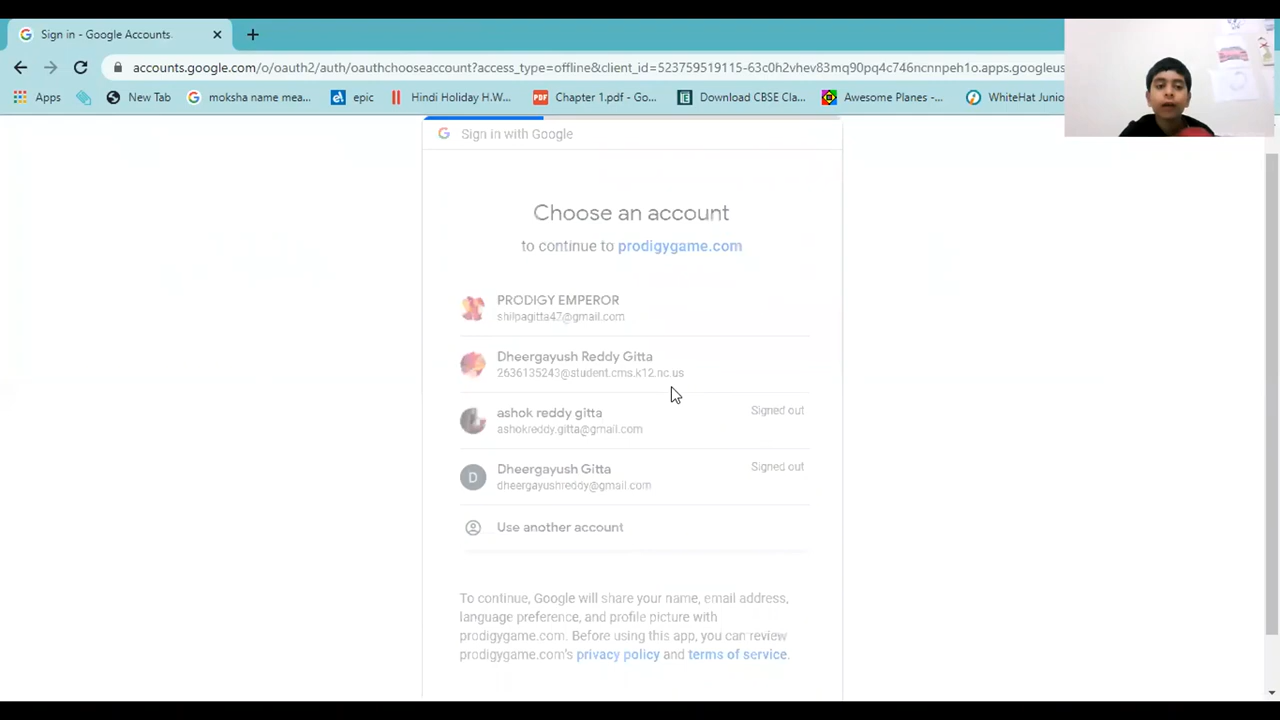 Sign in - Google Accounts
accounts.google.com/o/oauth2/auth/oauthchooseaccount?access_type=online&client_id=523759519115-63c0h2vhev83mq90pq4c746ncnnpeh1o.apps.googleus
Apps New Tab moksha name mea... epic Hindi Holiday H.W... Chapter 1.pdf - Go... Download CBSE Cla... Awesome Planes -... WhiteHat Junio
Sign in with Google
Choose an account
to continue to prodigygame.com
PRODIGY EMPEROR
shilpagitta47@gmail.com
Dheergayush Reddy Gitta
2636135243@student.cms.k12.nc.us
ashok reddy gitta Signed out
ashokreddy.gitta@gmail.com
Dheergayush Gitta Signed out
D
dheergayushreddy@gmail.com
Use another account
To continue, Google will share your name, email address,
language preference, and profile picture with
prodigygame.com. Before using this app, you can review
prodigygame.com's privacy policy and terms of service.